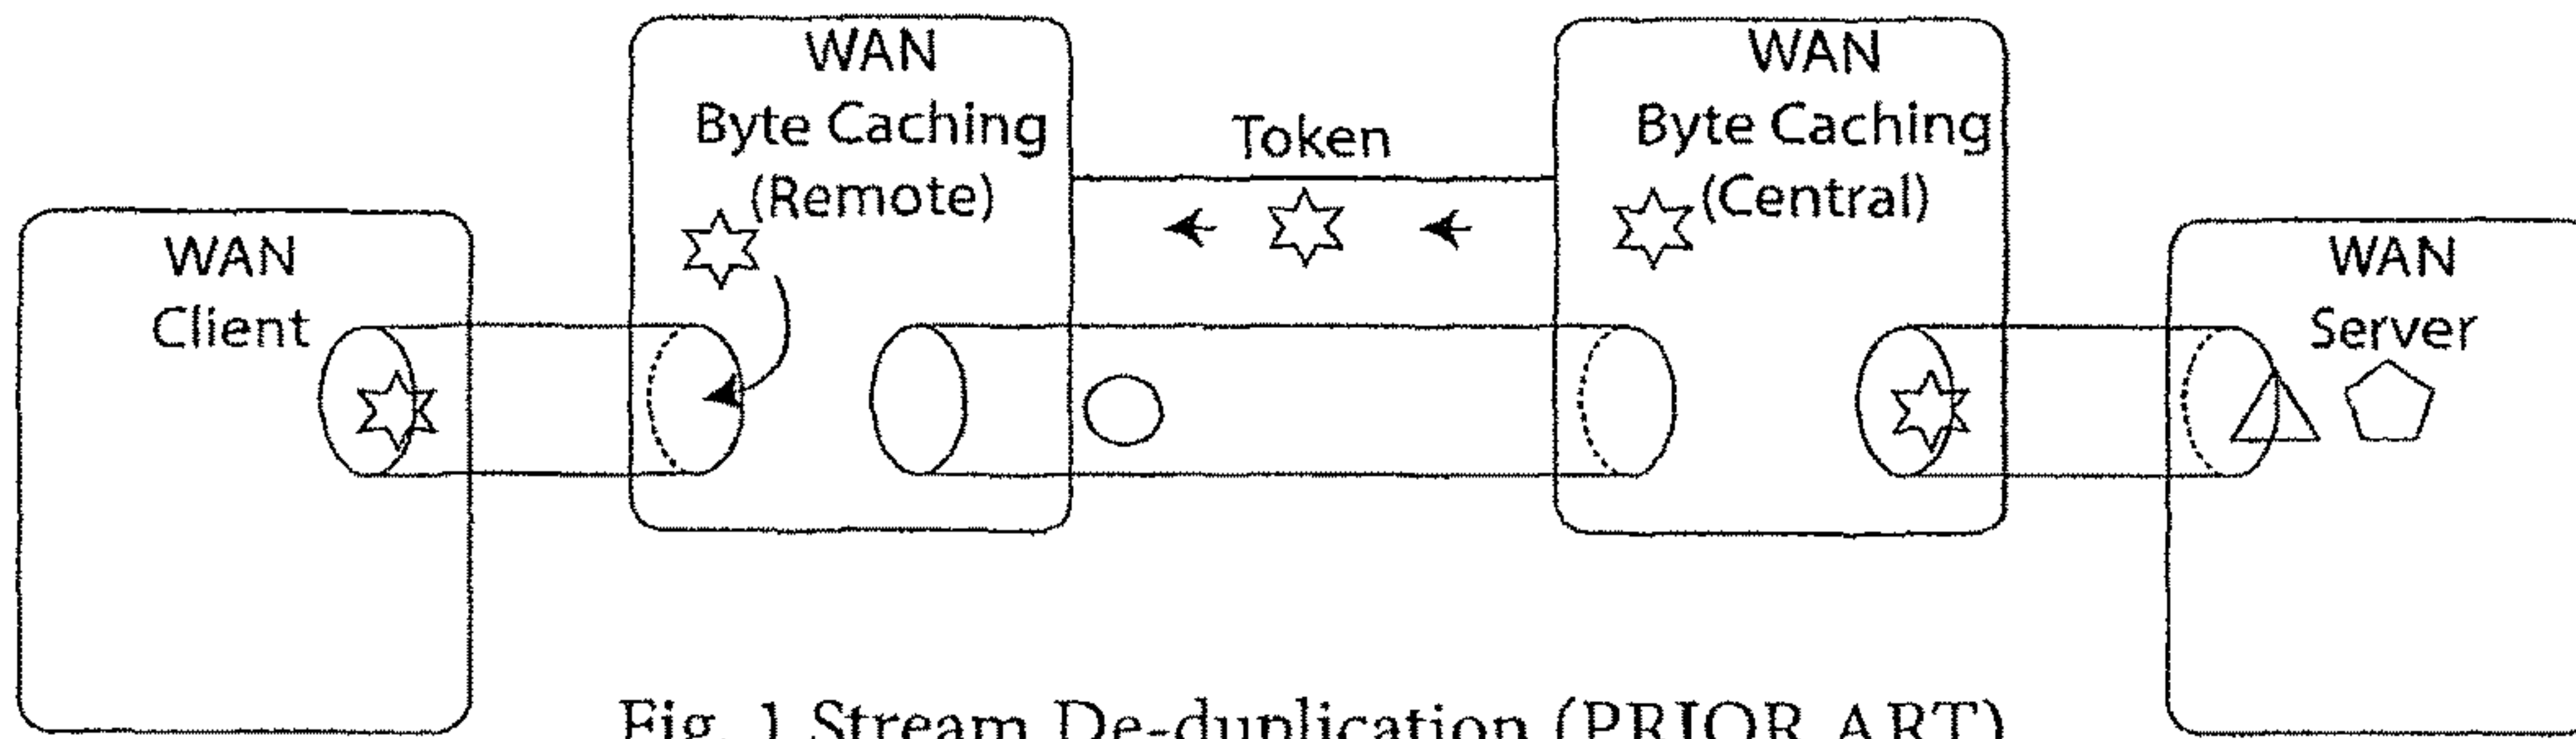 WAN
Client
WAN
Byte Caching
(Remote)
Token
WAN
Byte Caching
(Central)
WAN
Server
Fig. 1 Stream De-duplication (PRIOR ART)